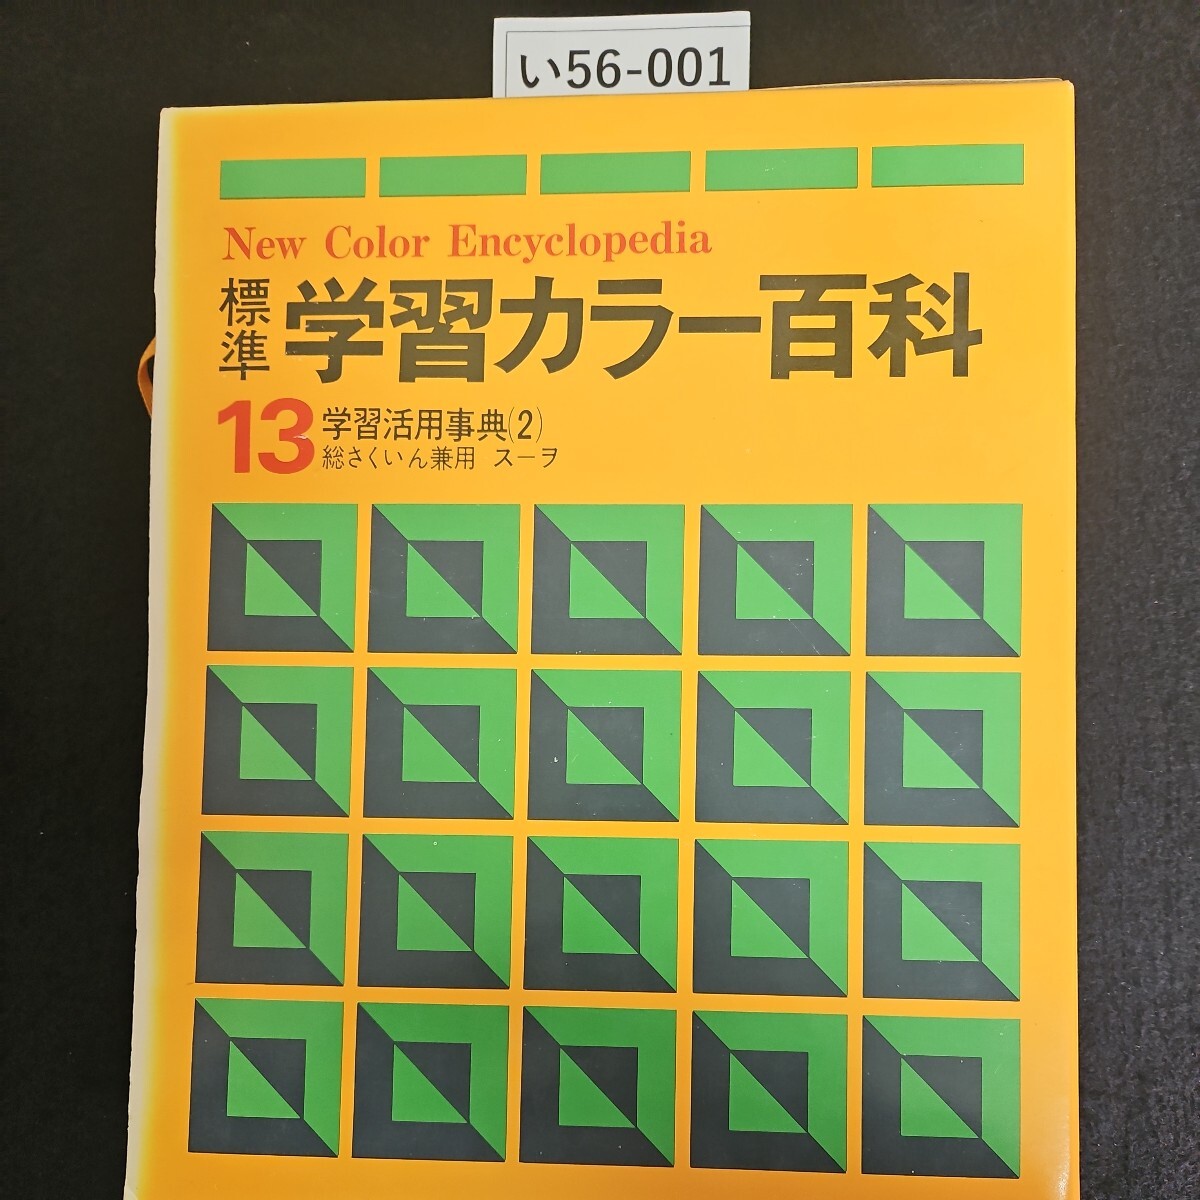 い56-001
New Color Encyclopedia
標準 学習カラー百科
13 学習活用事典(2)
総さくいん兼用 スーヲ